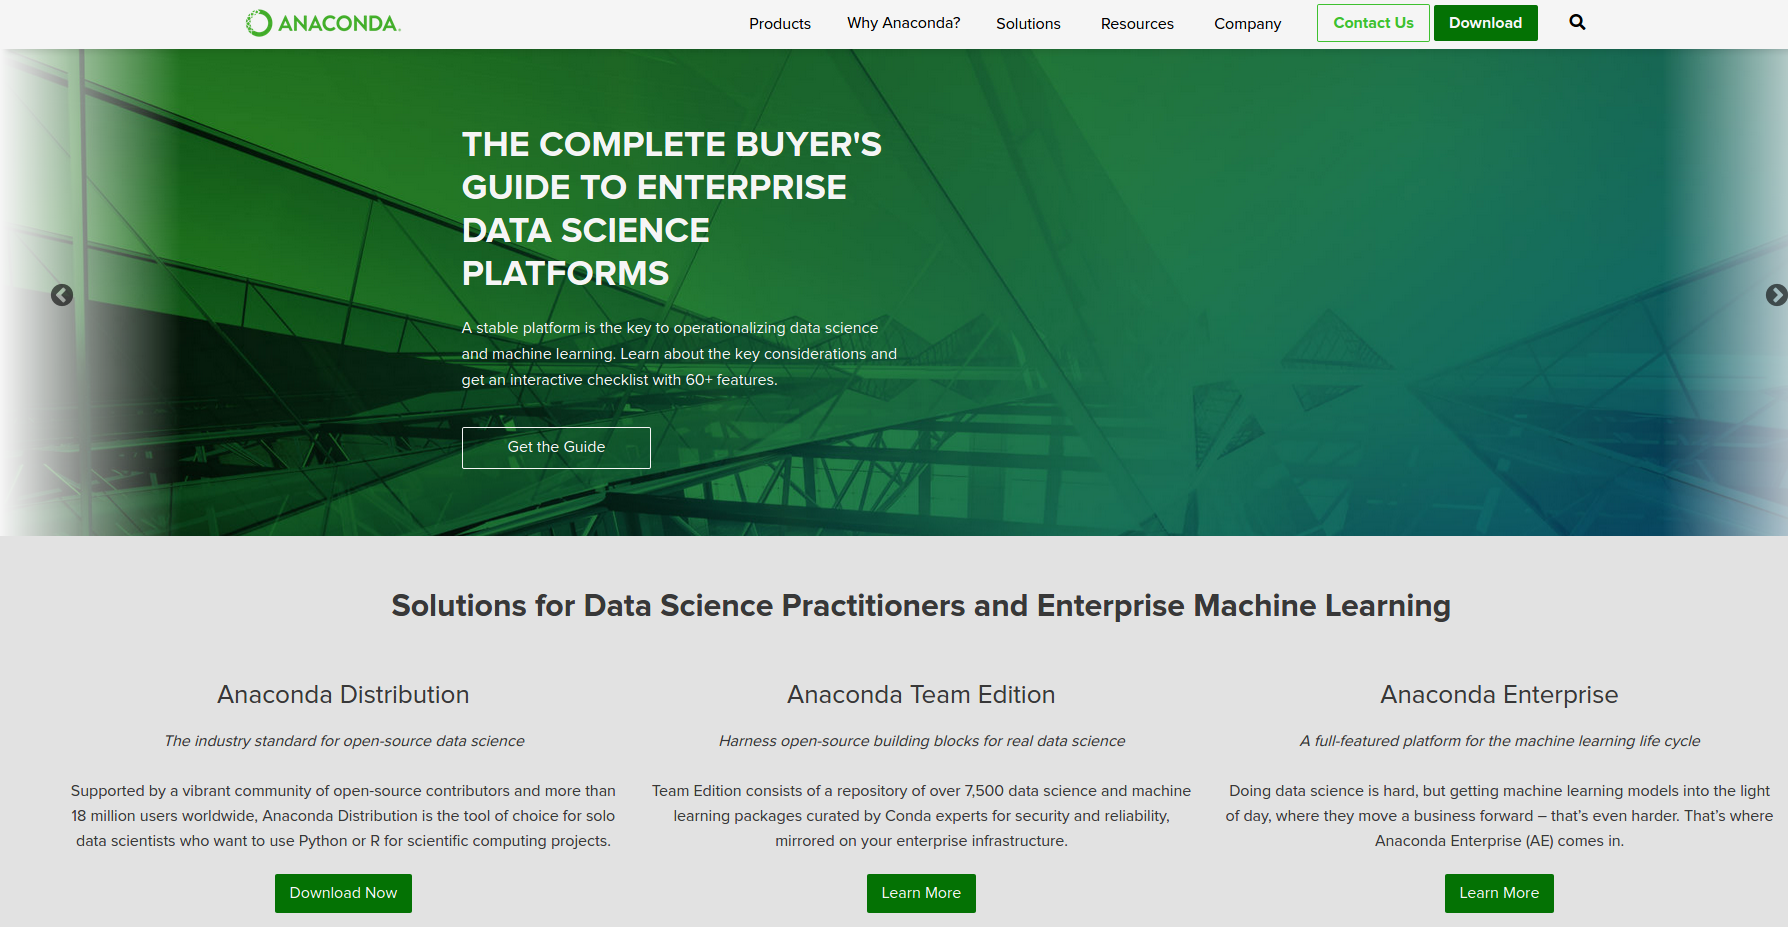 ANACONDA.
Products
Why Anaconda?
Solutions
Resources
Company
Contact Us
Download
THE COMPLETE BUYER'S
GUIDE TO ENTERPRISE
DATA SCIENCE
PLATFORMS
A stable platform is the key to operationalizing data science
and machine learning. Learn about the key considerations and
get an interactive checklist with 60+ features.
Get the Guide
Solutions for Data Science Practitioners and Enterprise Machine Learning
Anaconda Distribution
The industry standard for open-source data science
Supported by a vibrant community of open-source contributors and more than
18 million users worldwide, Anaconda Distribution is the tool of choice for solo
data scientists who want to use Python or R for scientific computing projects.
Download Now
Anaconda Team Edition
Harness open-source building blocks for real data science
Team Edition consists of a repository of over 7,500 data science and machine
learning packages curated by Conda experts for security and reliability,
mirrored on your enterprise infrastructure.
Learn More
Anaconda Enterprise
A full-featured platform for the machine learning life cycle
Doing data science is hard, but getting machine learning models into the light
of day, where they move a business forward – that's even harder. That's where
Anaconda Enterprise (AE) comes in.
Learn More